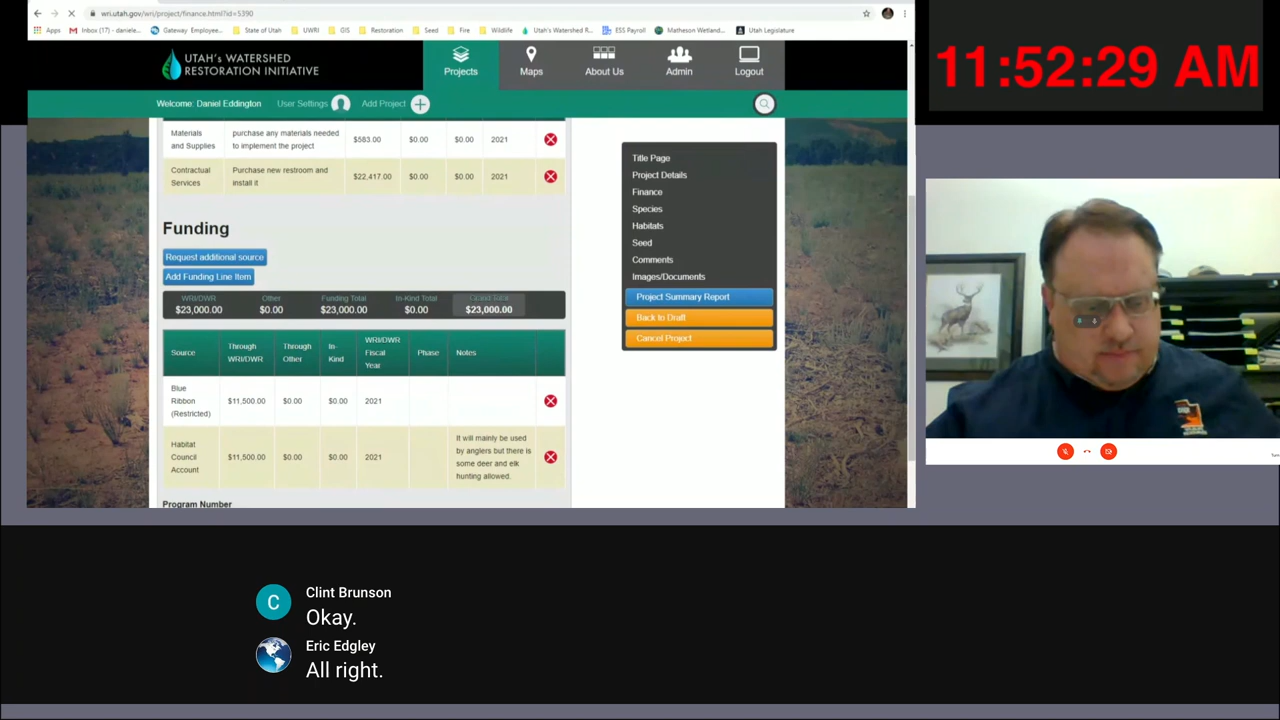 wri.utah.gov/wri/project/finance.html?id=5390
Apps Inbox (17) - daniele... Gateway: Employee... State of Utah UWRI GIS Restoration Seed Fire Wildlife Utah's Watershed R... ESS Payroll Matheson Wetland... Utah Legislature
11:52:29 AM
UTAH'S WATERSHED
RESTORATION INITIATIVE
Projects Maps About Us Admin Logout
Welcome: Daniel Eddington User Settings Add Project
Materials and Supplies purchase any materials needed to implement the project $583.00 $0.00 $0.00 2021
Contractual Services Purchase new restroom and install it $22,417.00 $0.00 $0.00 2021
Funding
Request additional source
Add Funding Line Item
WRI/DWR Other Funding Total In-Kind Total Grand Total
$23,000.00 $0.00 $23,000.00 $0.00 $23,000.00
Source Through WRI/DWR Through Other In-Kind WRI/DWR Fiscal Year Phase Notes
Blue Ribbon (Restricted) $11,500.00 $0.00 $0.00 2021
Habitat Council Account $11,500.00 $0.00 $0.00 2021 It will mainly be used by anglers but there is some deer and elk hunting allowed.
Program Number
Title Page
Project Details
Finance
Species
Habitats
Seed
Comments
Images/Documents
Project Summary Report
Back to Draft
Cancel Project
C
Clint Brunson
Okay.
Eric Edgley
All right.